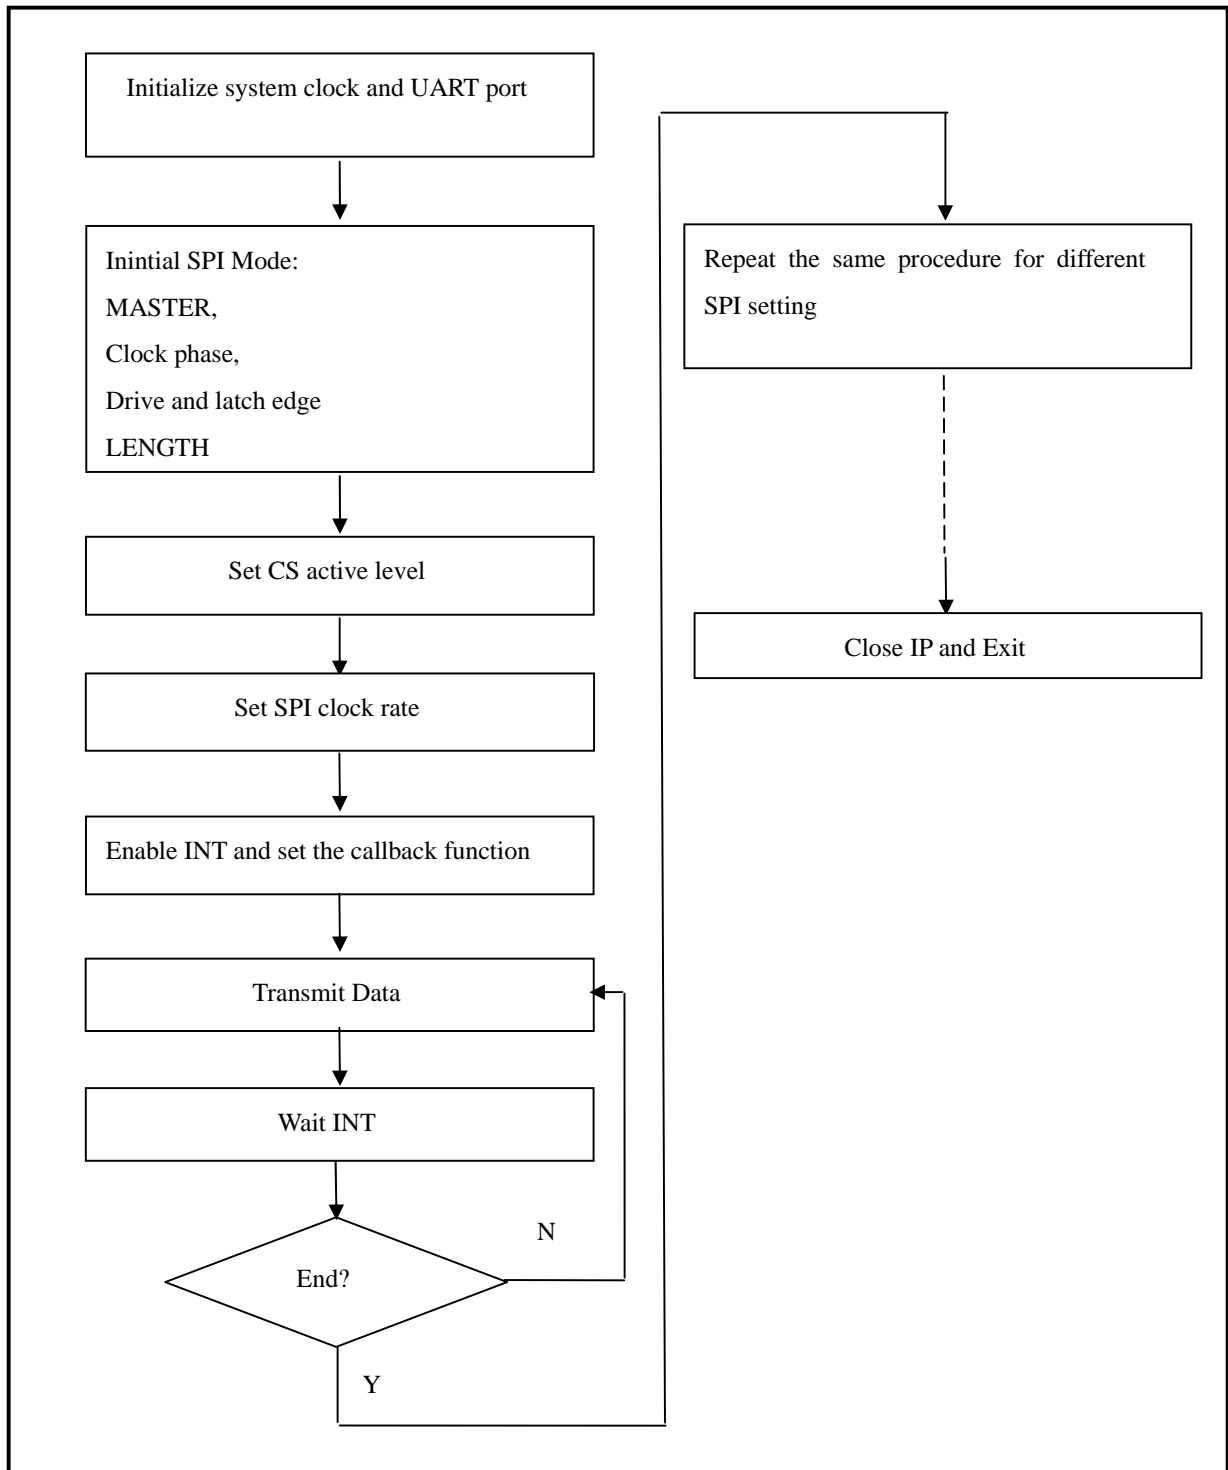 Initialize system clock and UART port
Inintial SPI Mode:
MASTER,
Clock phase,
Drive and latch edge
LENGTH
Set CS active level
Set SPI clock rate
Enable INT and set the callback function
Transmit Data
Wait INT
End?
N
Y
Repeat the same procedure for different
SPI setting
Close IP and Exit